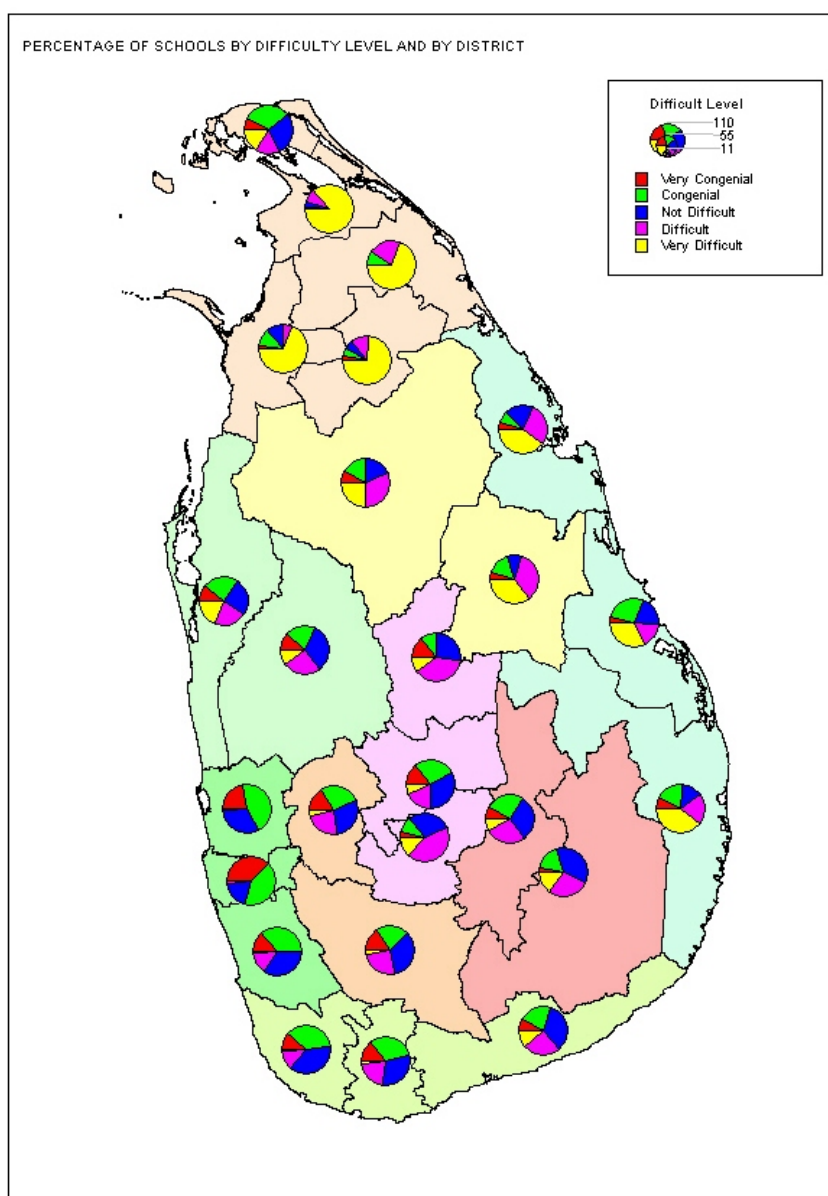 PERCENTAGE OF SCHOOLS BY DIFFICULTY LEVEL AND BY DISTRICT
Difficult Level
110
55
11
Very Congenial
Congenial
Not Difficult
Difficult
Very Difficult